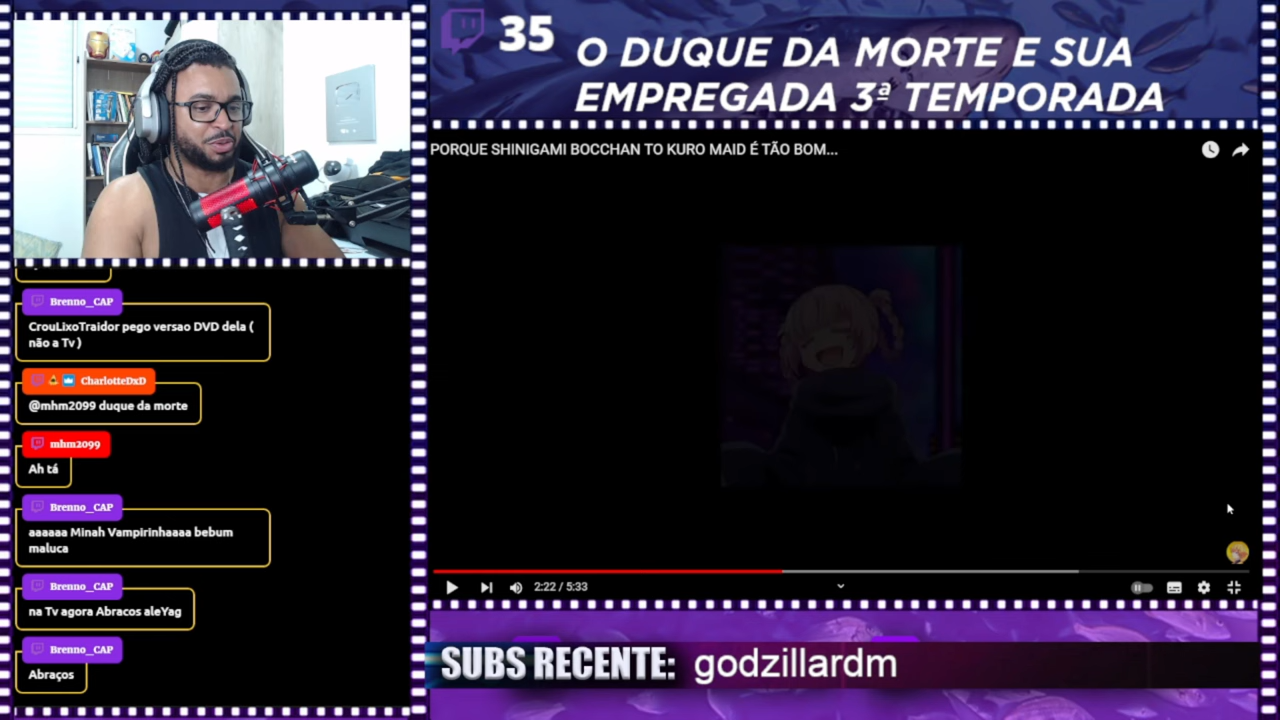 35
O DUQUE DA MORTE E SUA
EMPREGADA 3ª TEMPORADA
PORQUE SHINIGAMI BOCCHAN TO KURO MAID É TÃO BOM...
Brenno_CAP
CrouLixoTraidor pego versao DVD dela (
não a Tv )
CharlotteDxD
@mhm2099 duque da morte
mhm2099
Ah tá
Brenno_CAP
aaaaaa Minah Vampirinhaaaa bebum
maluca
Brenno_CAP
na Tv agora Abracos aleYag
Brenno_CAP
Abraços
2:22 / 5:33
SUBS RECENTE: godzillardm